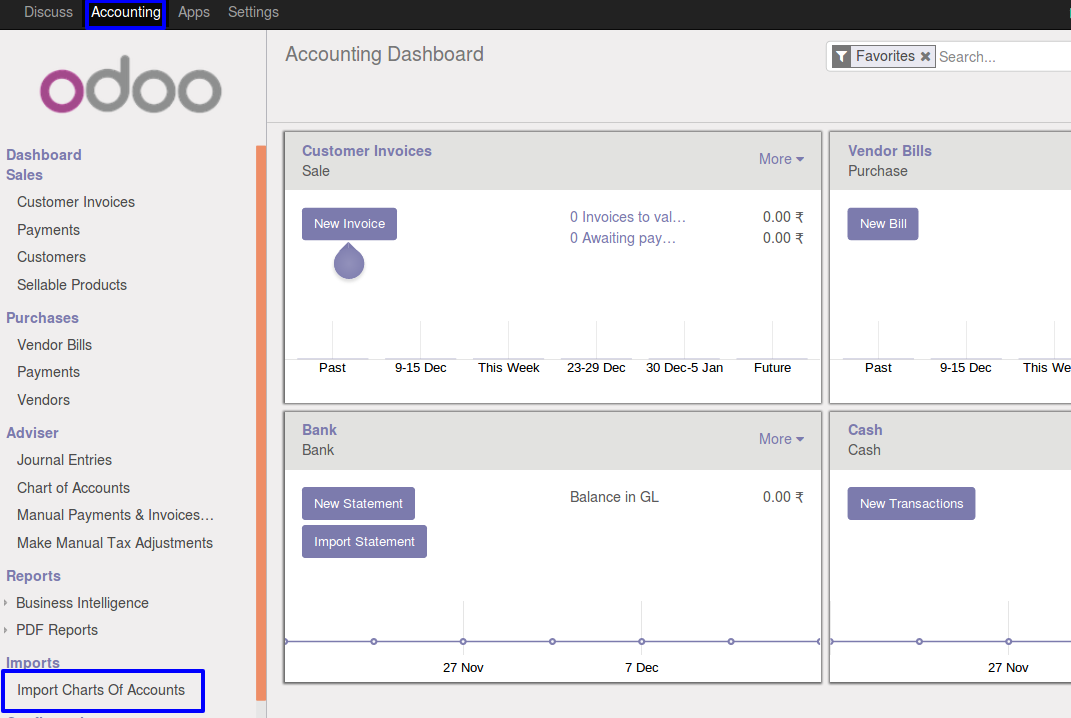 Discuss Accounting Apps Settings
odoo
Accounting Dashboard
Favorites ✖ Search...
Dashboard
Sales
Customer Invoices
Payments
Customers
Sellable Products
Purchases
Vendor Bills
Payments
Vendors
Adviser
Journal Entries
Chart of Accounts
Manual Payments & Invoices...
Make Manual Tax Adjustments
Reports
Business Intelligence
PDF Reports
Imports
Import Charts Of Accounts
Customer Invoices
Sale
More
New Invoice
0 Invoices to val... 0.00 ₹
0 Awaiting pay... 0.00 ₹
Past 9-15 Dec This Week 23-29 Dec 30 Dec-5 Jan Future
Vendor Bills
Purchase
New Bill
Past 9-15 Dec This We
Bank
Bank
More
New Statement
Import Statement
Balance in GL 0.00 ₹
27 Nov 7 Dec
Cash
Cash
New Transactions
27 Nov